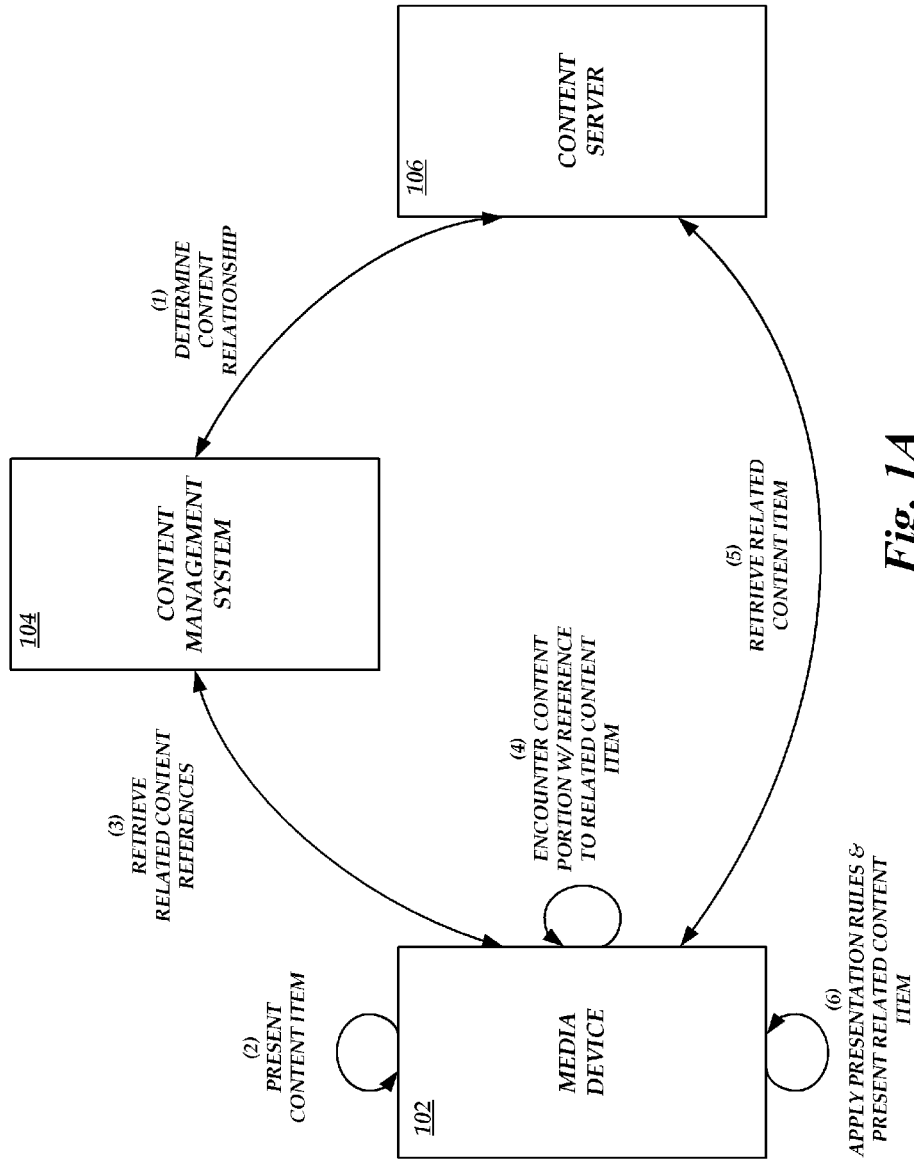 104
CONTENT
MANAGEMENT
SYSTEM
(1)
DETERMINE
CONTENT
RELATIONSHIP
(3)
RETRIEVE
RELATED CONTENT
REFERENCES
(2)
PRESENT
CONTENT ITEM
102
MEDIA
DEVICE
(4)
ENCOUNTER CONTENT
PORTION W/ REFERENCE
TO RELATED CONTENT
ITEM
106
CONTENT
SERVER
(5)
RETRIEVE RELATED
CONTENT ITEM
(6)
APPLY PRESENTATION RULES &
PRESENT RELATED CONTENT
ITEM
Fig. 1A